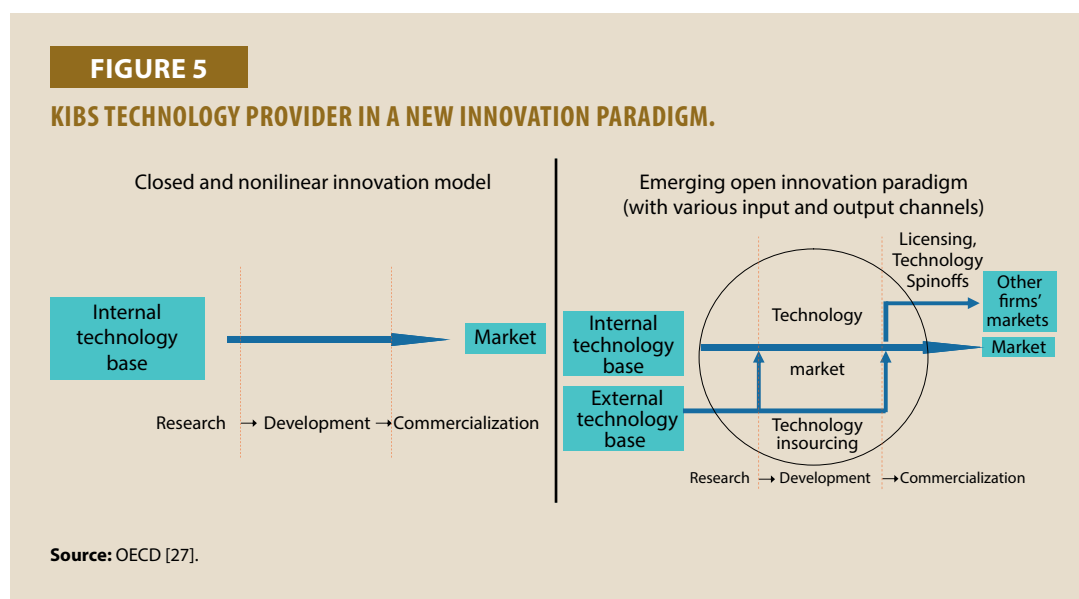 FIGURE 5
KIBS TECHNOLOGY PROVIDER IN A NEW INNOVATION PARADIGM.
Closed and nonlinear innovation model
Internal
technology
base
Market
Research → Development → Commercialization
Emerging open innovation paradigm
(with various input and output channels)
Licensing,
Technology
Spinoffs
Other
firms’
markets
Technology
Internal
technology
base
Market
market
External
technology
base
Technology
insourcing
Research → Development → Commercialization
Source: OECD [27].